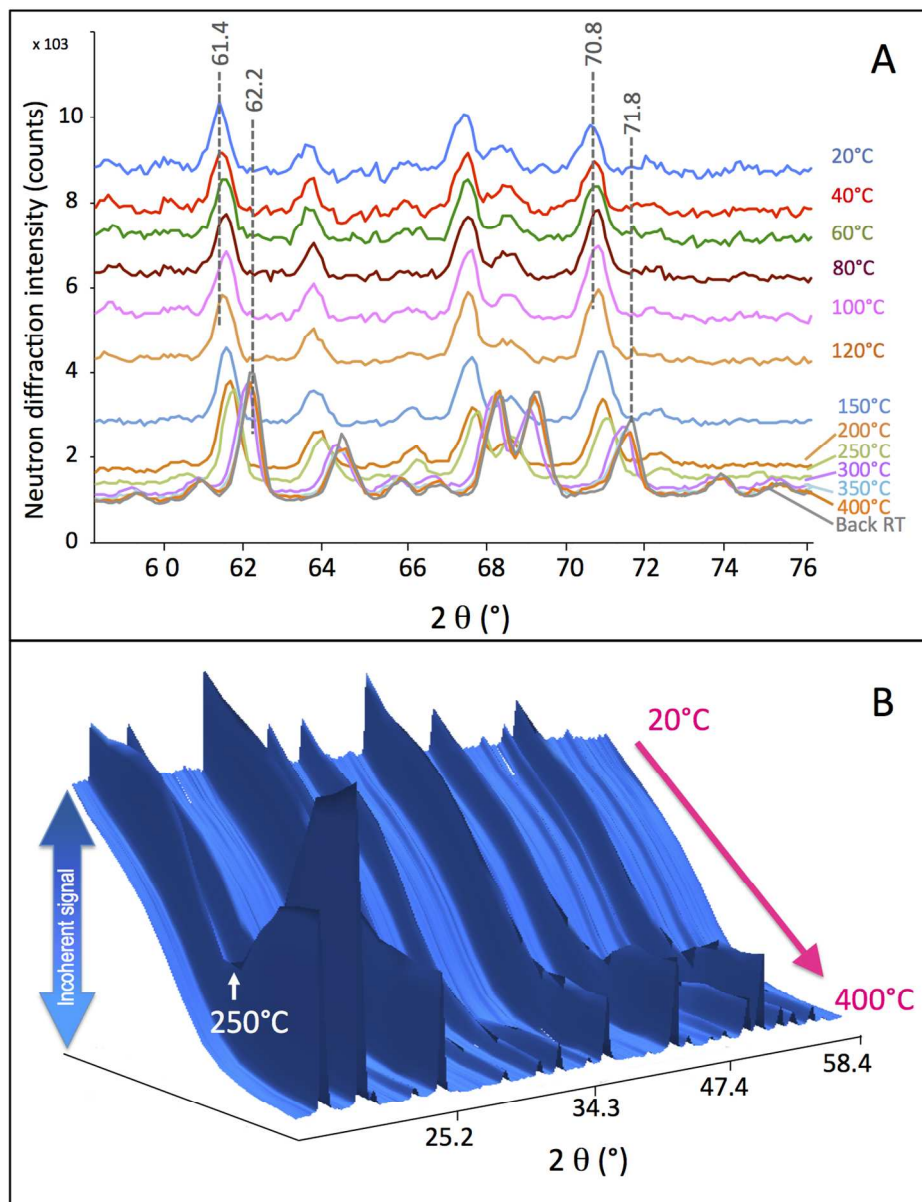 A
x 103
61.4
62.2
70.8
71.8
Neutron diffraction intensity (counts)
10
8
6
4
2
0
20°C
40°C
60°C
80°C
100°C
120°C
150°C
200°C
250°C
300°C
350°C
400°C
Back RT
6 0
62
64
66
68
70
72
74
76
2 θ (°)
B
20°C
Incoherent signal
250°C
400°C
58.4
47.4
34.3
25.2
2 θ (°)